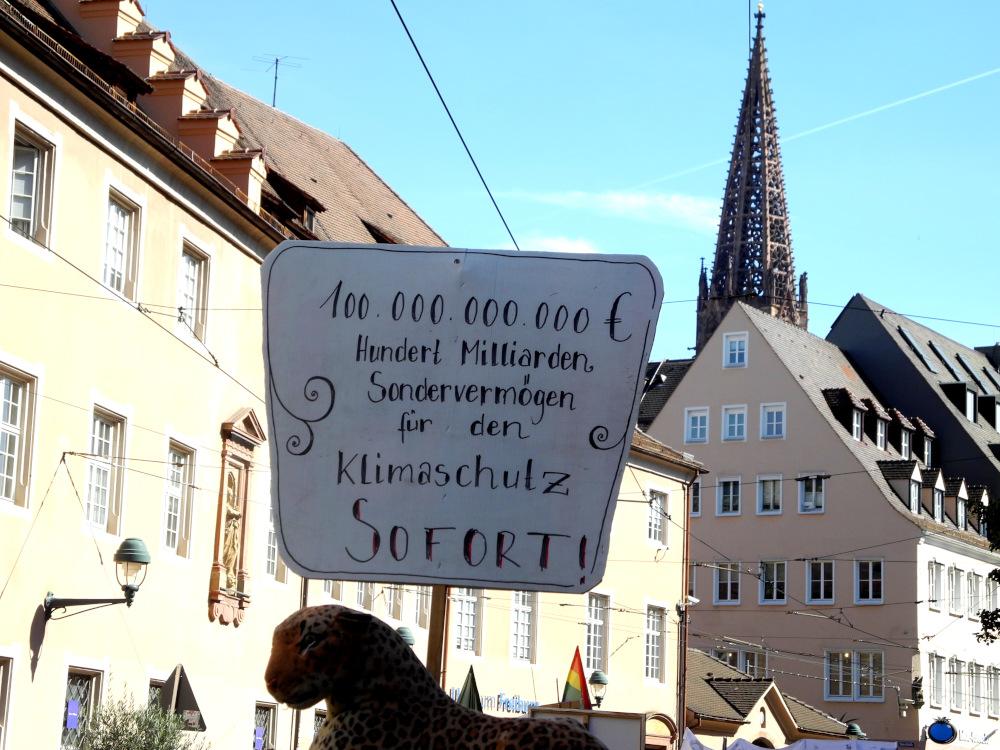 100.000.000.000 €
Hundert Milliarden
Sondervermögen
für den
Klimaschutz
SOFORT!